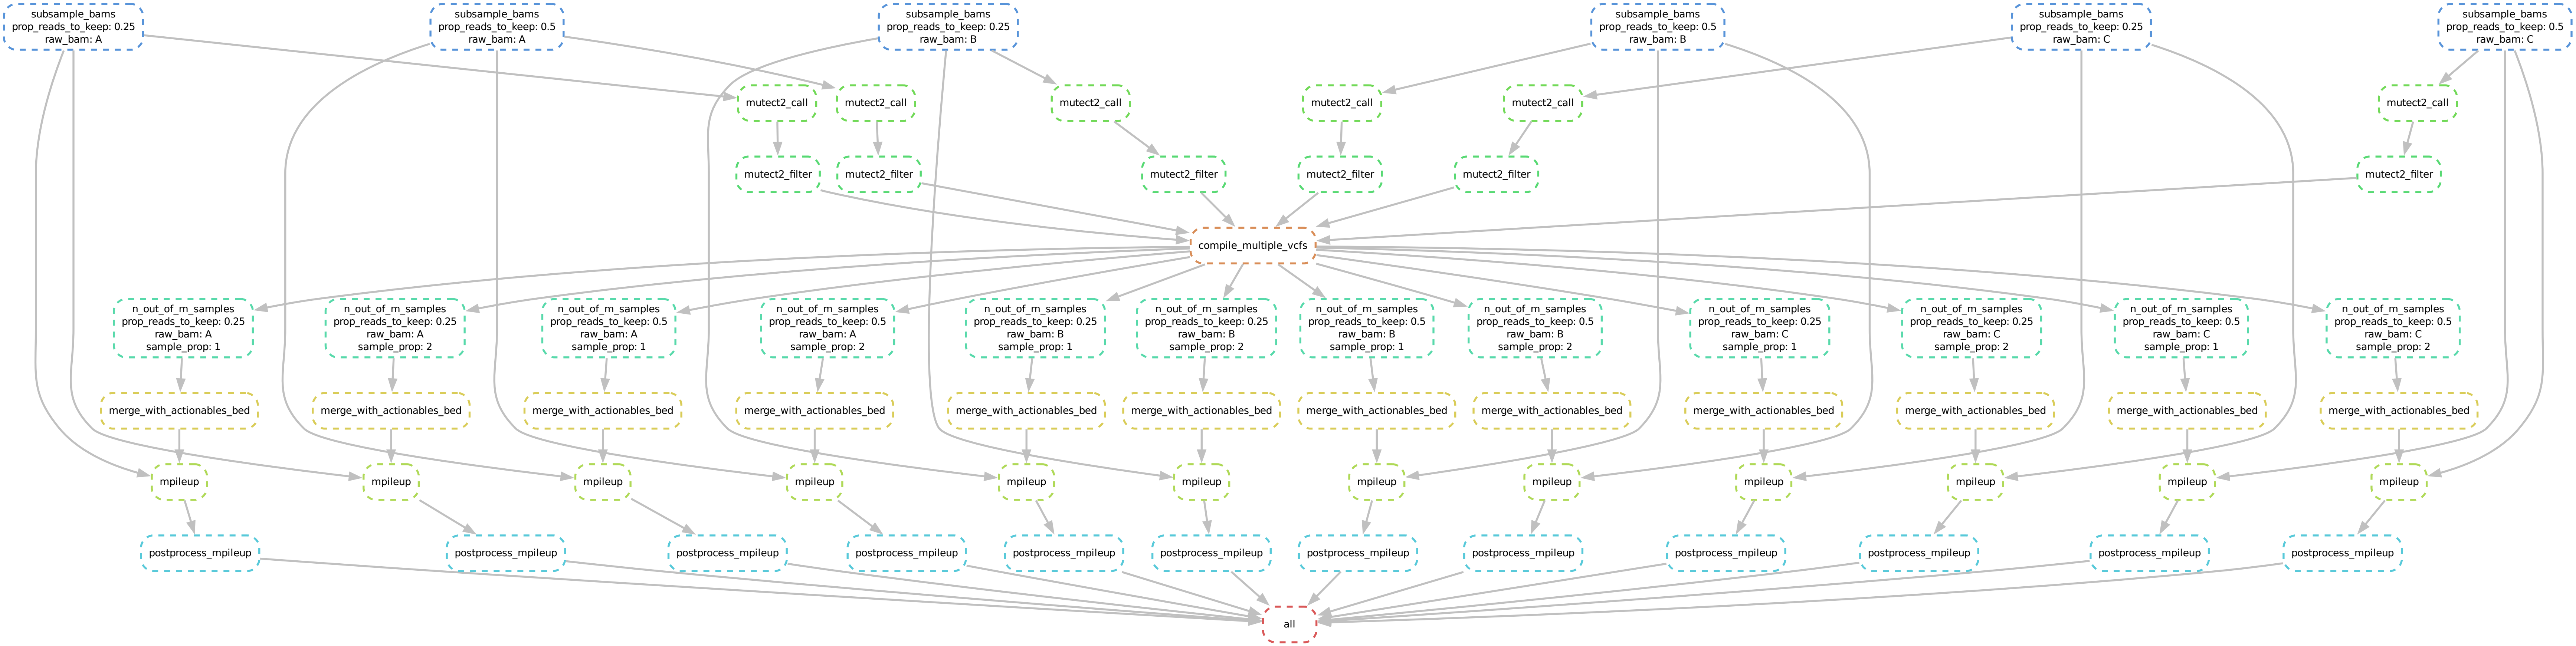 subsample_bams
prop_reads_to_keep: 0.25
raw_bam: A
subsample_bams
prop_reads_to_keep: 0.5
raw_bam: A
subsample_bams
prop_reads_to_keep: 0.25
raw_bam: B
subsample_bams
prop_reads_to_keep: 0.5
raw_bam: B
subsample_bams
prop_reads_to_keep: 0.25
raw_bam: C
subsample_bams
prop_reads_to_keep: 0.5
raw_bam: C
mutect2_call
mutect2_call
mutect2_call
mutect2_call
mutect2_call
mutect2_call
mutect2_filter
mutect2_filter
mutect2_filter
mutect2_filter
mutect2_filter
mutect2_filter
compile_multiple_vcfs
n_out_of_m_samples
prop_reads_to_keep: 0.25
raw_bam: A
sample_prop: 1
n_out_of_m_samples
prop_reads_to_keep: 0.25
raw_bam: A
sample_prop: 2
n_out_of_m_samples
prop_reads_to_keep: 0.5
raw_bam: A
sample_prop: 1
n_out_of_m_samples
prop_reads_to_keep: 0.5
raw_bam: A
sample_prop: 2
n_out_of_m_samples
prop_reads_to_keep: 0.25
raw_bam: B
sample_prop: 1
n_out_of_m_samples
prop_reads_to_keep: 0.25
raw_bam: B
sample_prop: 2
n_out_of_m_samples
prop_reads_to_keep: 0.5
raw_bam: B
sample_prop: 1
n_out_of_m_samples
prop_reads_to_keep: 0.5
raw_bam: B
sample_prop: 2
n_out_of_m_samples
prop_reads_to_keep: 0.25
raw_bam: C
sample_prop: 1
n_out_of_m_samples
prop_reads_to_keep: 0.25
raw_bam: C
sample_prop: 2
n_out_of_m_samples
prop_reads_to_keep: 0.5
raw_bam: C
sample_prop: 1
n_out_of_m_samples
prop_reads_to_keep: 0.5
raw_bam: C
sample_prop: 2
merge_with_actionables_bed
merge_with_actionables_bed
merge_with_actionables_bed
merge_with_actionables_bed
merge_with_actionables_bed
merge_with_actionables_bed
merge_with_actionables_bed
merge_with_actionables_bed
merge_with_actionables_bed
merge_with_actionables_bed
merge_with_actionables_bed
merge_with_actionables_bed
mpileup
mpileup
mpileup
mpileup
mpileup
mpileup
mpileup
mpileup
mpileup
mpileup
mpileup
mpileup
postprocess_mpileup
postprocess_mpileup
postprocess_mpileup
postprocess_mpileup
postprocess_mpileup
postprocess_mpileup
postprocess_mpileup
postprocess_mpileup
postprocess_mpileup
postprocess_mpileup
postprocess_mpileup
postprocess_mpileup
all